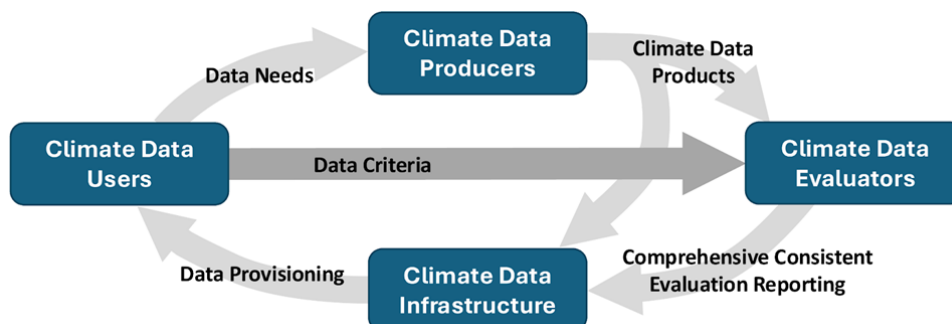 Climate Data
Producers
Climate Data
Products
Data Needs
Climate Data
Users
Data Criteria
Climate Data
Evaluators
Data Provisioning
Climate Data
Infrastructure
Comprehensive Consistent
Evaluation Reporting